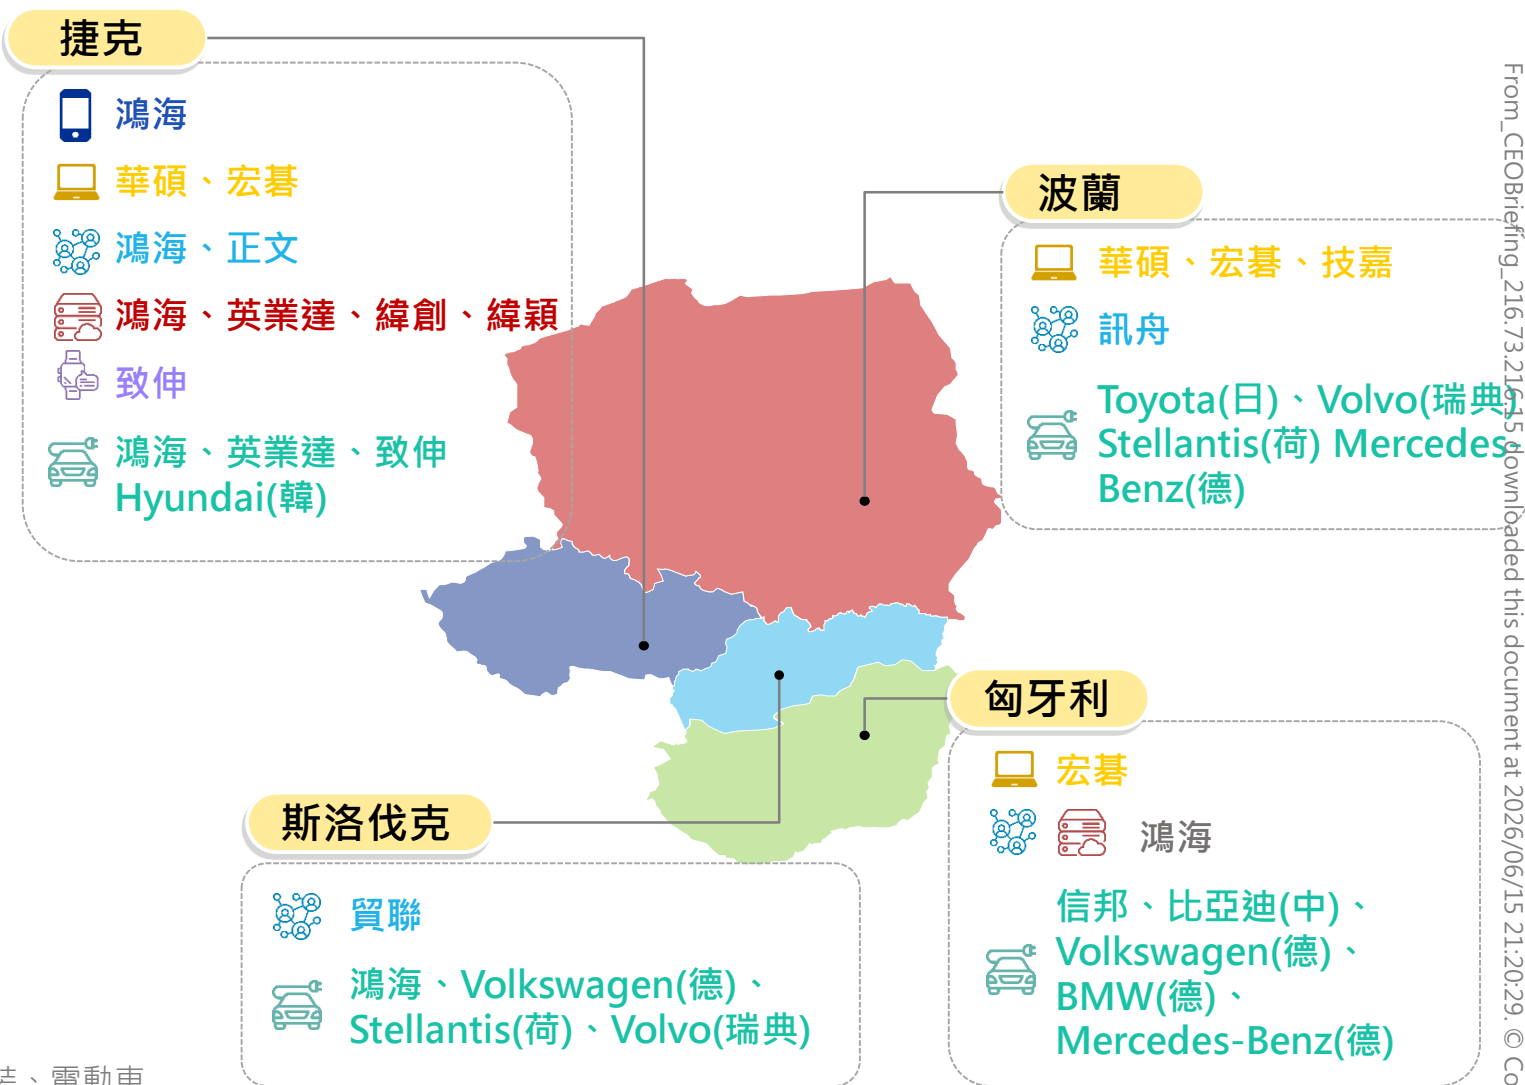 捷克
鴻海
華碩、宏碁
鴻海、正文
鴻海、英業達、緯創、緯穎
致伸
鴻海、英業達、致伸
Hyundai(韓)
波蘭
華碩、宏碁、技嘉
訊舟
Toyota(日)、Volvo(瑞典)
Stellantis(荷) Mercedes
Benz(德)
匈牙利
宏碁
鴻海
信邦、比亞迪(中)、
Volkswagen(德)、
BMW(德)、
Mercedes-Benz(德)
斯洛伐克
貿聯
鴻海、Volkswagen(德)、
Stellantis(荷)、Volvo(瑞典)
、電動車
From_CEOBriefing_216.73.216.15 downloaded this document at 2026/06/15 21:20:29. © Co